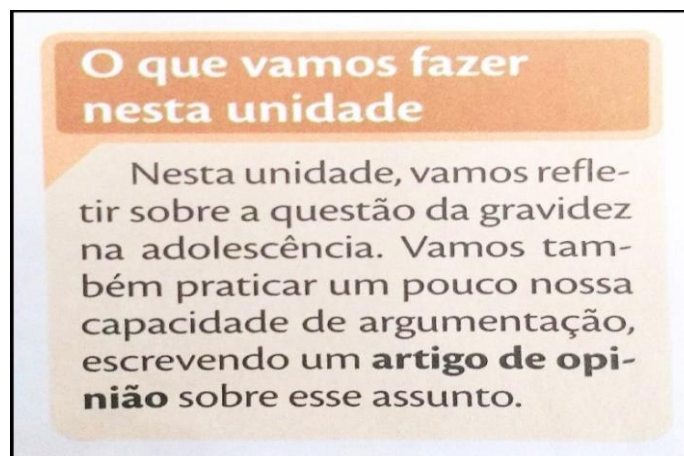 O que vamos fazer
nesta unidade
Nesta unidade, vamos refle-
tir sobre a questão da gravidez
na adolescência. Vamos tam-
bém praticar um pouco nossa
capacidade de argumentação,
escrevendo um artigo de opi-
nião sobre esse assunto.